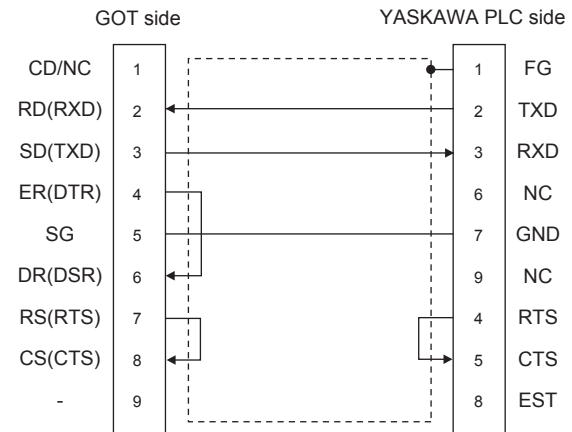 GOT side YASKAWA PLC side
CD/NC 1 1 FG
RD(RXD) 2 2 TXD
SD(TXD) 3 3 RXD
ER(DTR) 4 6 NC
SG 5 7 GND
DR(DSR) 6 9 NC
RS(RTS) 7 4 RTS
CS(CTS) 8 5 CTS
- 9 8 EST